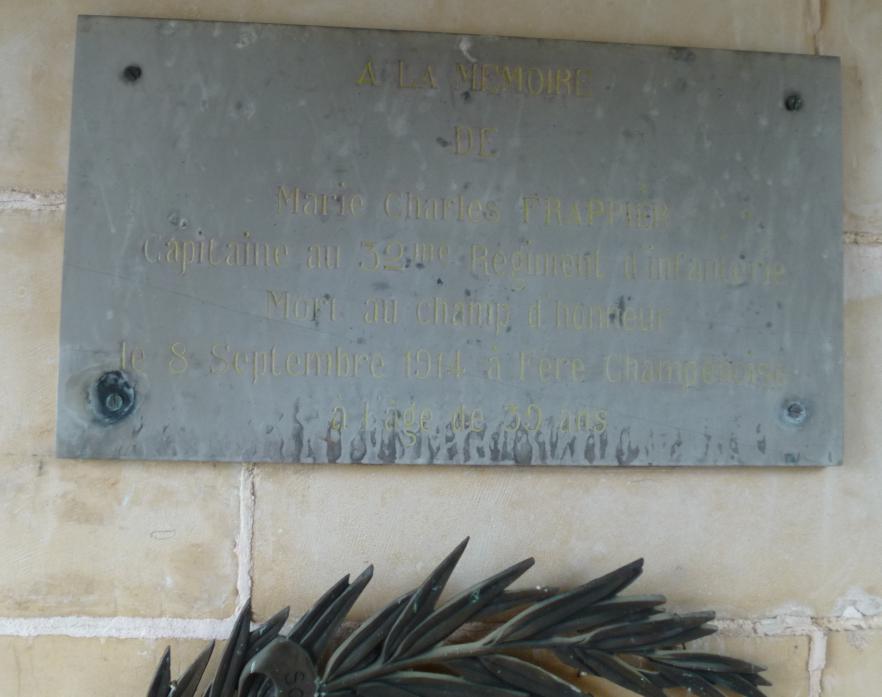 A LA MÉMOIRE
DE
Marie Charles FRAPPIER
Capitaine au 32me Régiment d'infanterie
Mort au champ d'honneur
le 8 Septembre 1914 à Fère Champenoise
à l'âge de 39 ans